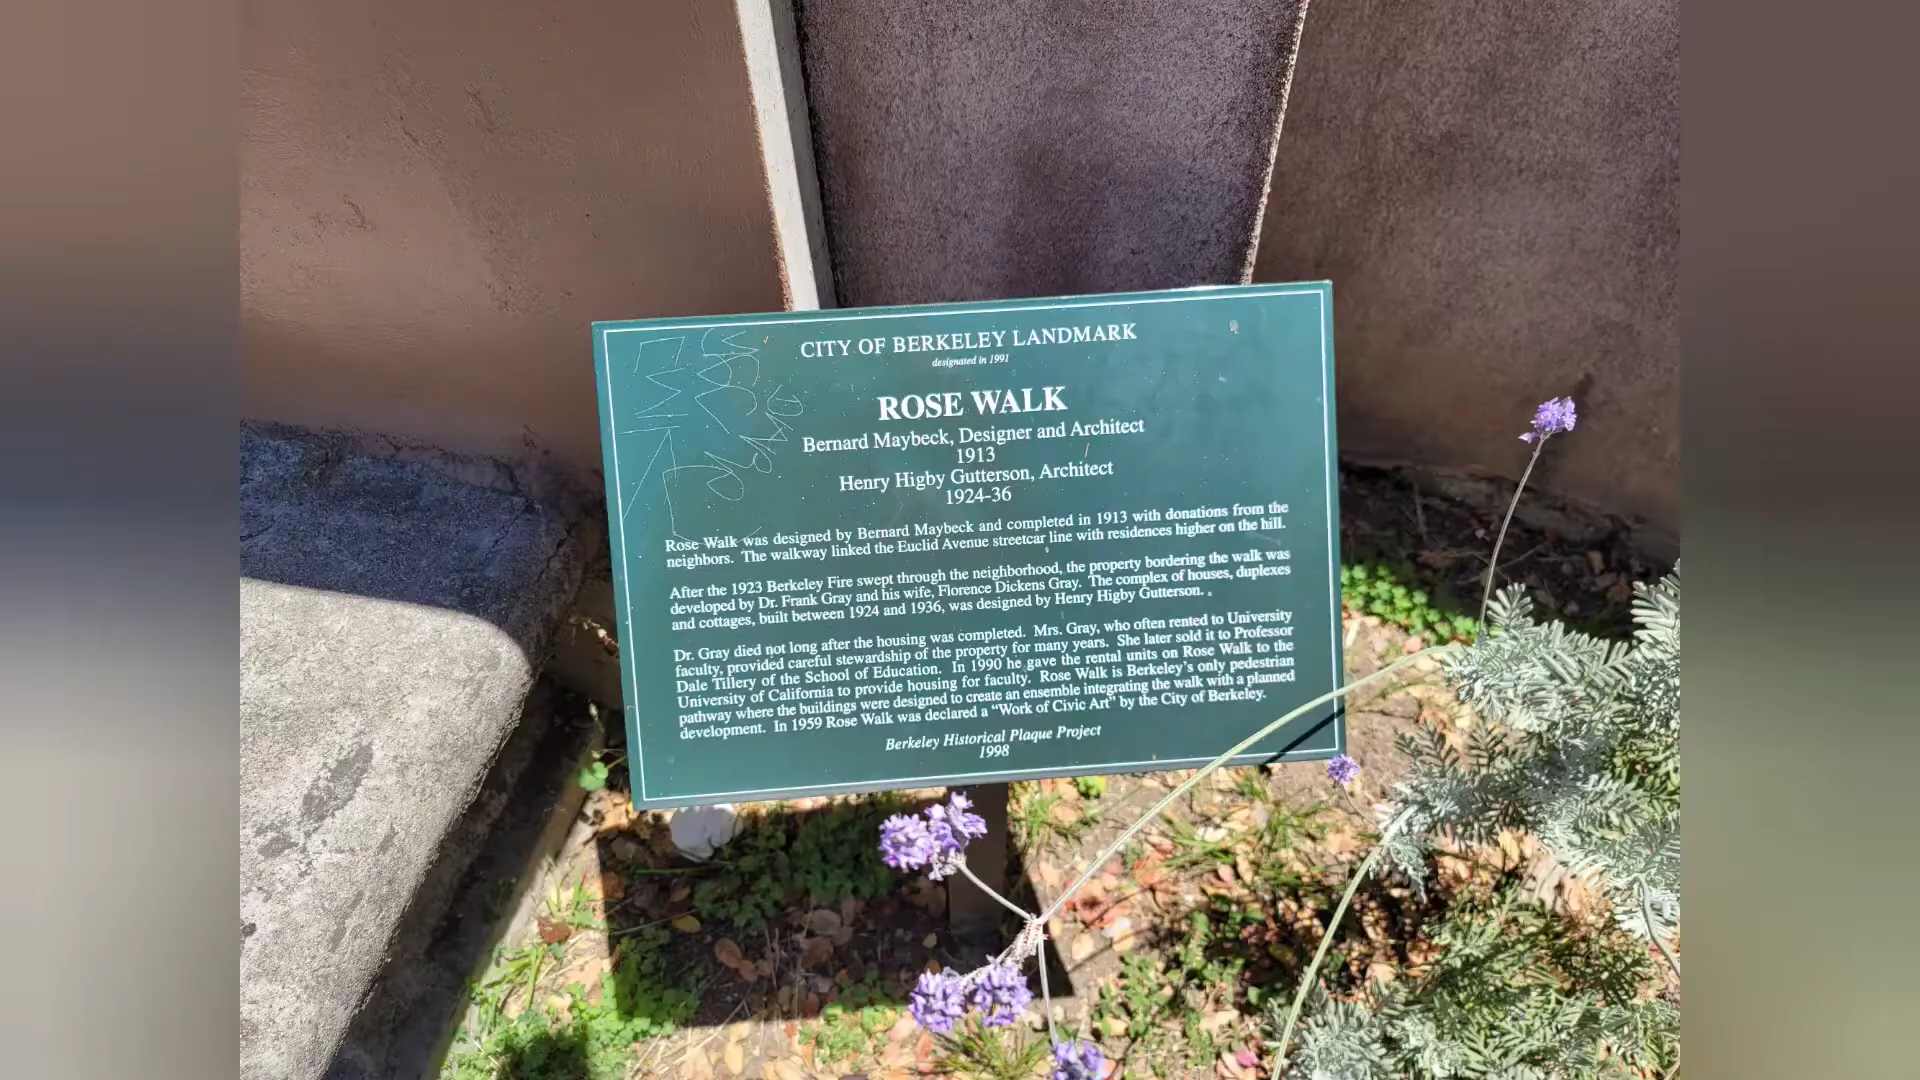 CITY OF BERKELEY LANDMARK
designated in 1991
ROSE WALK
Bernard Maybeck, Designer and Architect
1913
Henry Higby Gutterson, Architect
1924-36
Rose Walk was designed by Bernard Maybeck and completed in 1913 with donations from the
neighbors. The walkway linked the Euclid Avenue streetcar line with residences higher on the hill.
After the 1923 Berkeley Fire swept through the neighborhood, the property bordering the walk was
developed by Dr. Frank Gray and his wife, Florence Dickens Gray. The complex of houses, duplexes
and cottages, built between 1924 and 1936, was designed by Henry Higby Gutterson.
Dr. Gray died not long after the housing was completed. Mrs. Gray, who often rented to University
faculty, provided careful stewardship of the property for many years. She later sold it to Professor
Dale Tillery of the School of Education. In 1990 he gave the rental units on Rose Walk to the
University of California to provide housing for faculty. Rose Walk is Berkeley's only pedestrian
pathway where the buildings were designed to create an ensemble integrating the walk with a planned
development. In 1959 Rose Walk was declared a "Work of Civic Art" by the City of Berkeley.
Berkeley Historical Plaque Project
1998